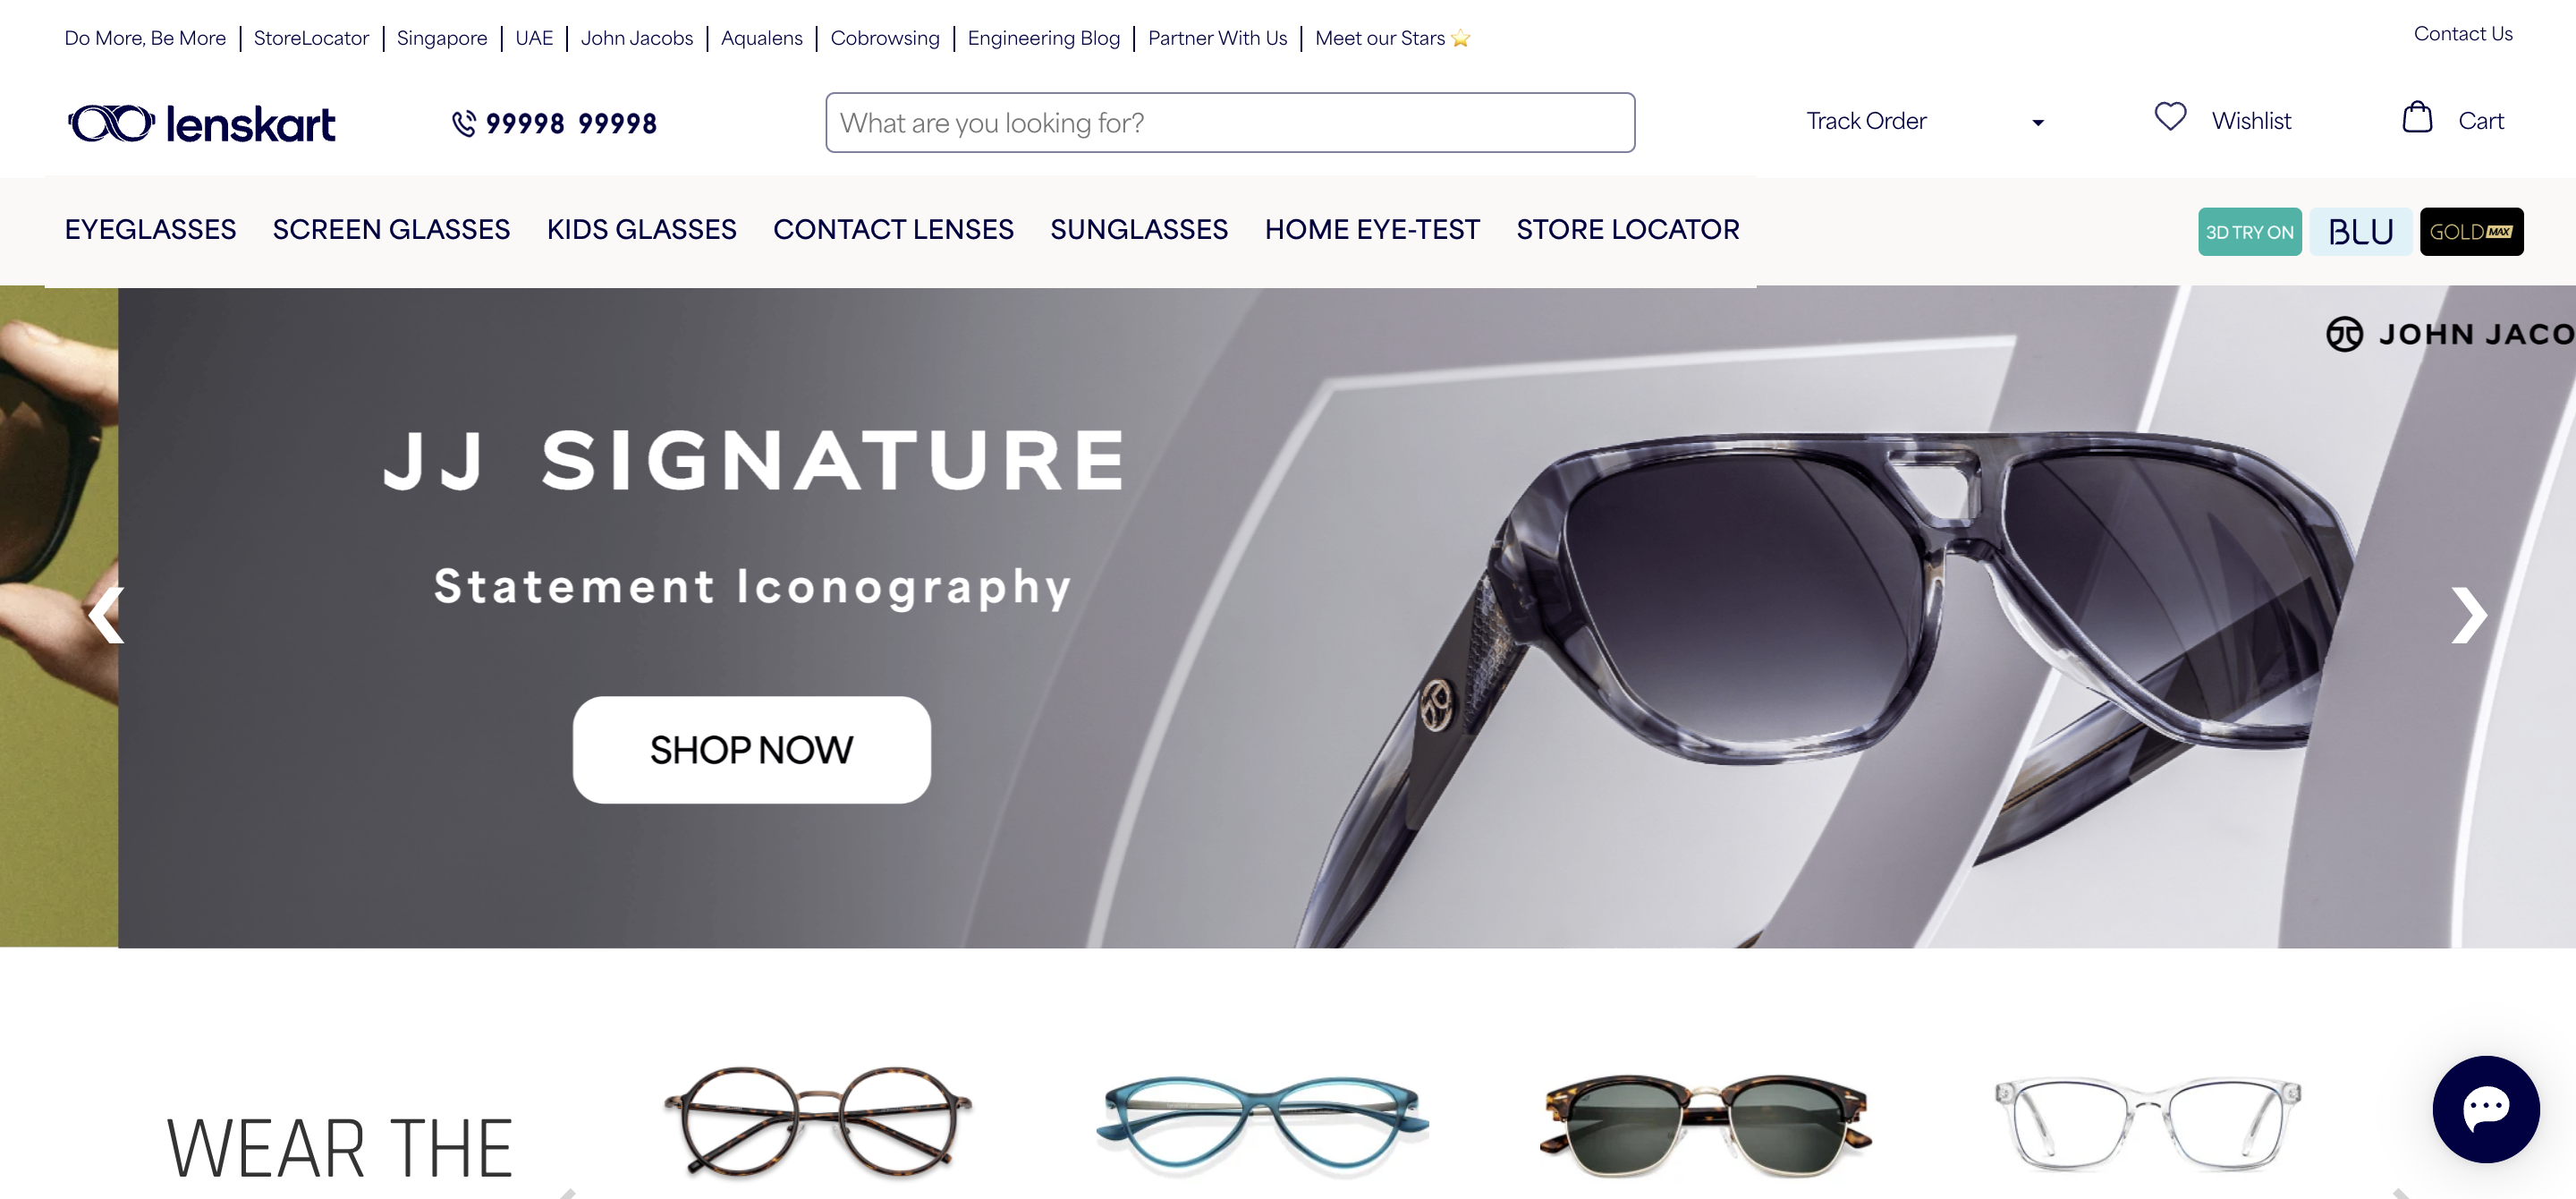 Do More, Be More | StoreLocator | Singapore | UAE | John Jacobs | Aqualens | Cobrowsing | Engineering Blog | Partner With Us | Meet our Stars ⭐
Contact Us
lenskart
99998 99998
What are you looking for?
Track Order
Wishlist
Cart
EYEGLASSES SCREEN GLASSES KIDS GLASSES CONTACT LENSES SUNGLASSES HOME EYE-TEST STORE LOCATOR
3D TRY ON
BLU
GOLD MAX
JOHN JACO
JJ SIGNATURE
Statement Iconography
SHOP NOW
WEAR THE